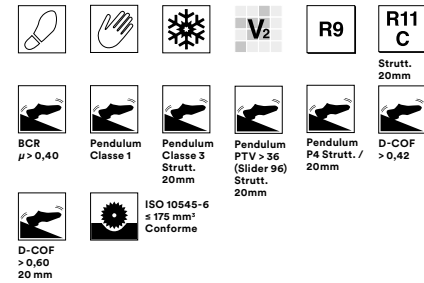 V2
R9
R11
C
Strutt.
20mm
BCR
µ > 0,40
Pendulum
Classe 1
Pendulum
Classe 3
Strutt.
20mm
Pendulum
PTV > 36
(Slider 96)
Strutt.
20mm
Pendulum
P4 Strutt. /
20mm
D-COF
> 0,42
D-COF
> 0,60
20 mm
ISO 10545-6
≤ 175 mm³
Conforme